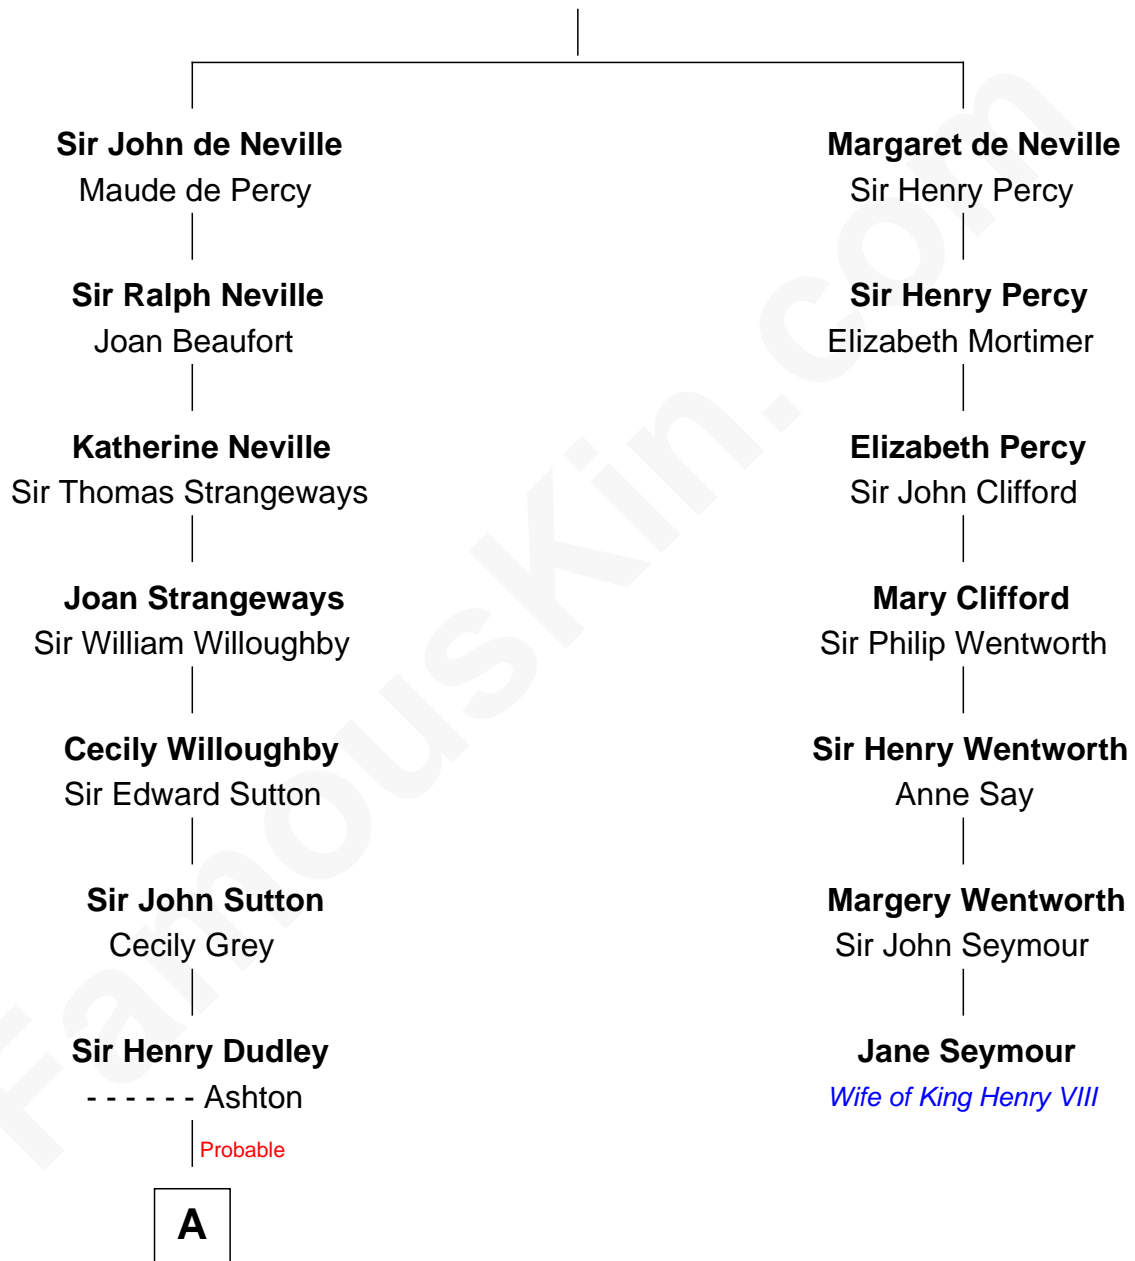 Sir John de Neville
Maude de Percy
Sir Ralph Neville
Joan Beaufort
Katherine Neville
Sir Thomas Strangeways
Joan Strangeways
Sir William Willoughby
Cecily Willoughby
Sir Edward Sutton
Sir John Sutton
Cecily Grey
Sir Henry Dudley
- - - - - - Ashton
Probable
A
Margaret de Neville
Sir Henry Percy
Sir Henry Percy
Elizabeth Mortimer
Elizabeth Percy
Sir John Clifford
Mary Clifford
Sir Philip Wentworth
Sir Henry Wentworth
Anne Say
Margery Wentworth
Sir John Seymour
Jane Seymour
Wife of King Henry VIII
FamousKin.com